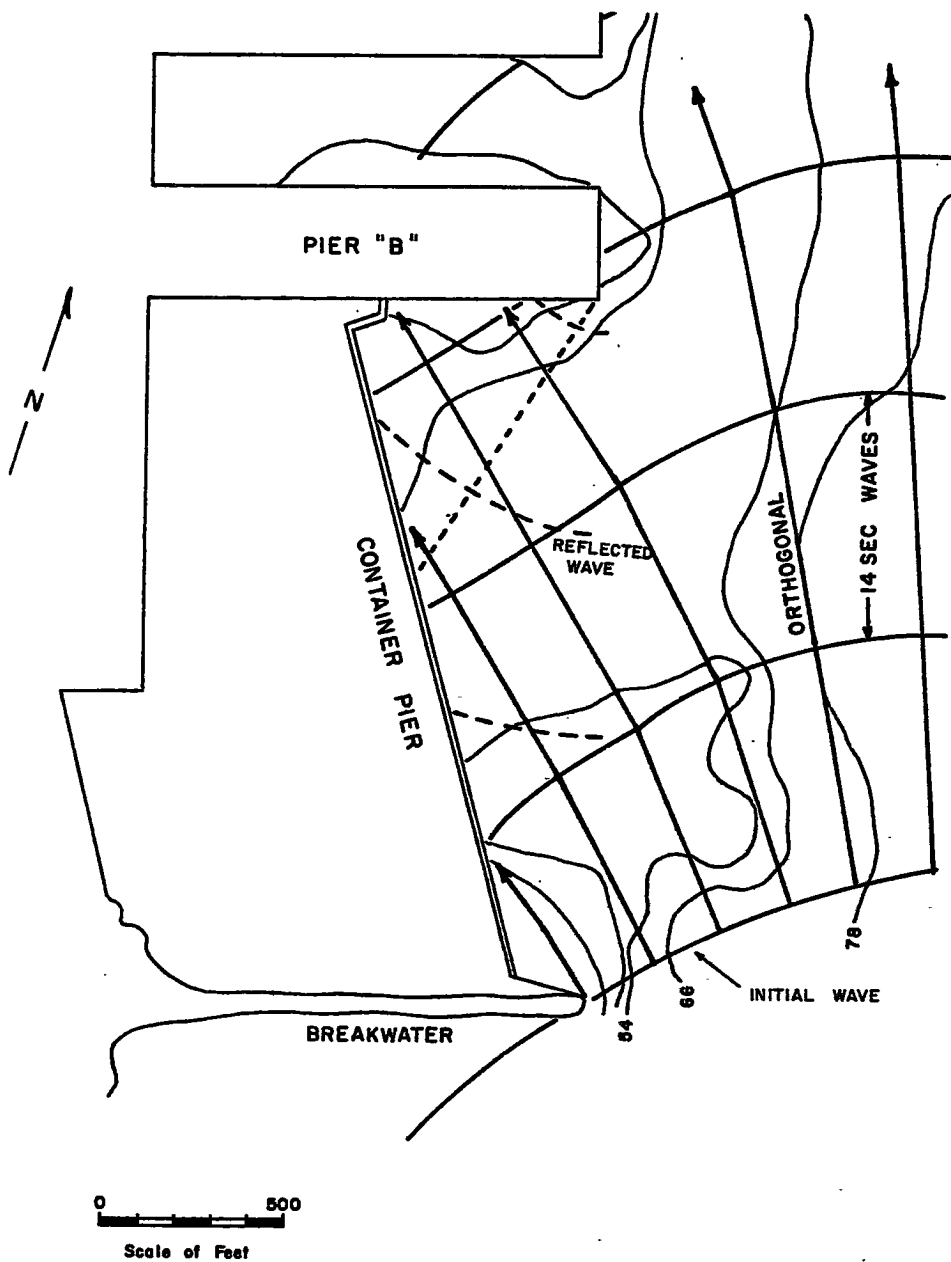 PIER "B"
N
CONTAINER PIER
REFLECTED
WAVE
ORTHOGONAL
14 SEC WAVES
78
66
54
INITIAL WAVE
BREAKWATER
0 500
Scale of Feet